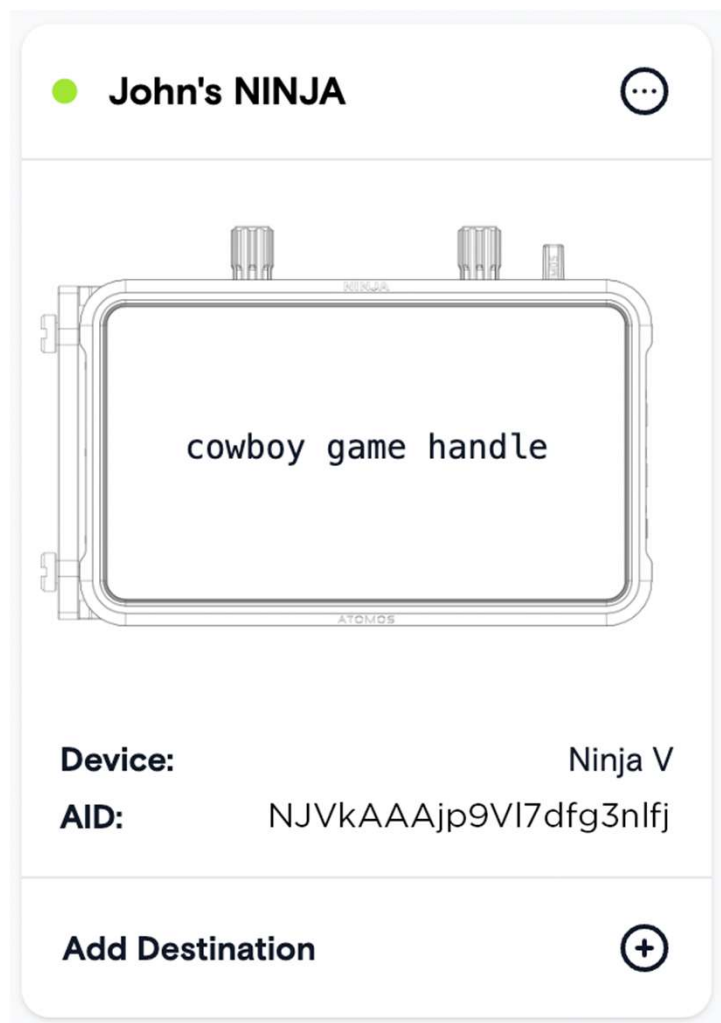 John's NINJA
NINJA
cowboy game handle
ATOMOS
Device: Ninja V
AID: NJVkAAAjp9Vl7dfg3nlfj
Add Destination